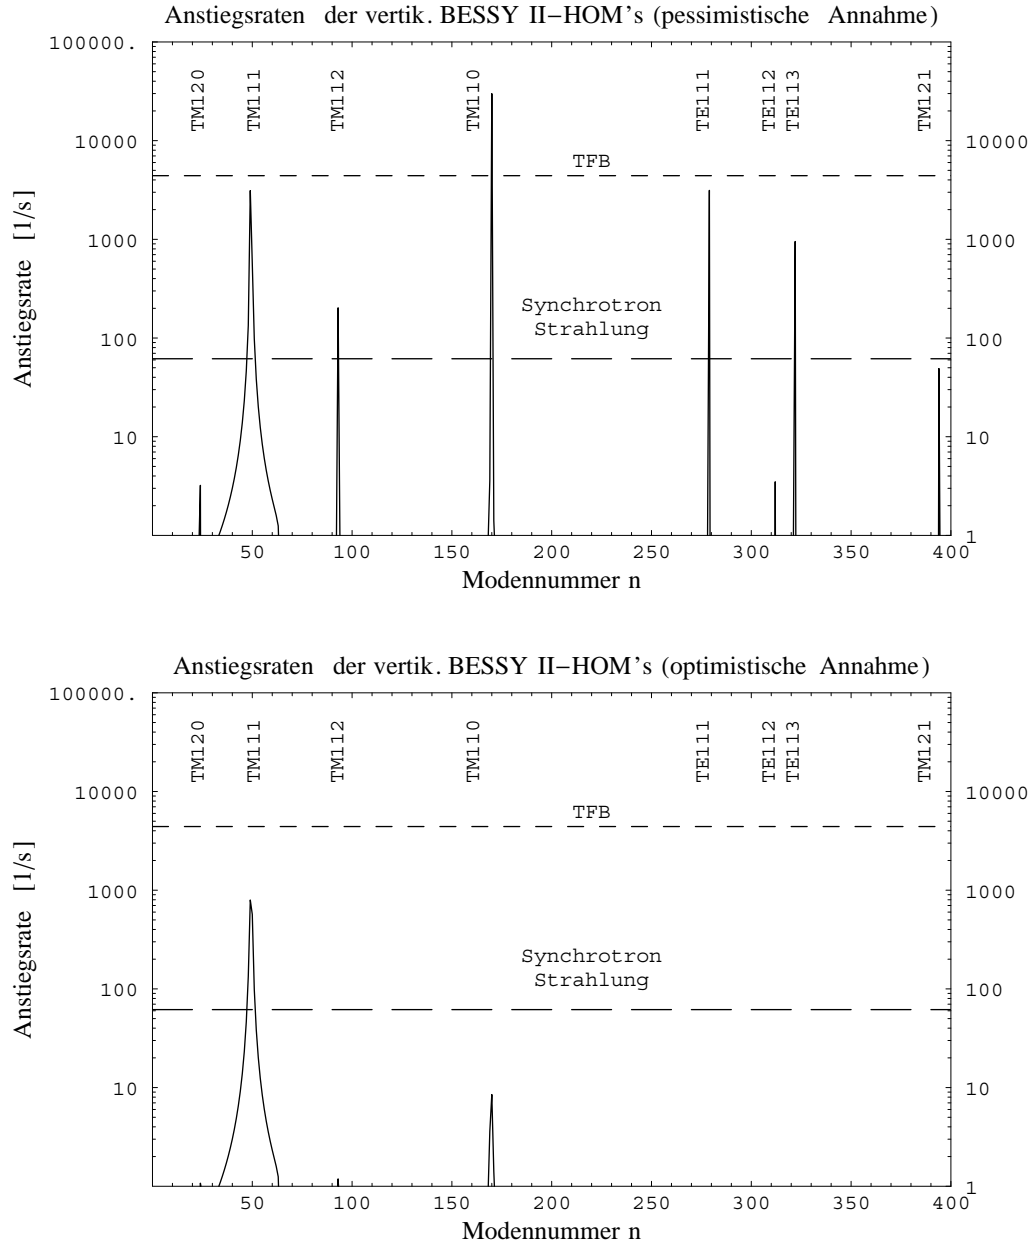 Anstiegsraten der vertik. BESSY II−HOM's (pessimistische Annahme)
100000.
TM120
TM111
TM112
TM110
TE111
TE112
TE113
TM121
10000
10000
TFB
1000
1000
Synchrotron
Strahlung
100
100
10
10
1
Anstiegsrate [1/s]
50
100
150
200
250
300
350
400
Modennummer n
Anstiegsraten der vertik. BESSY II−HOM's (optimistische Annahme)
100000.
TM120
TM111
TM112
TM110
TE111
TE112
TE113
TM121
10000
10000
TFB
1000
1000
Synchrotron
Strahlung
100
100
10
10
1
Anstiegsrate [1/s]
50
100
150
200
250
300
350
400
Modennummer n